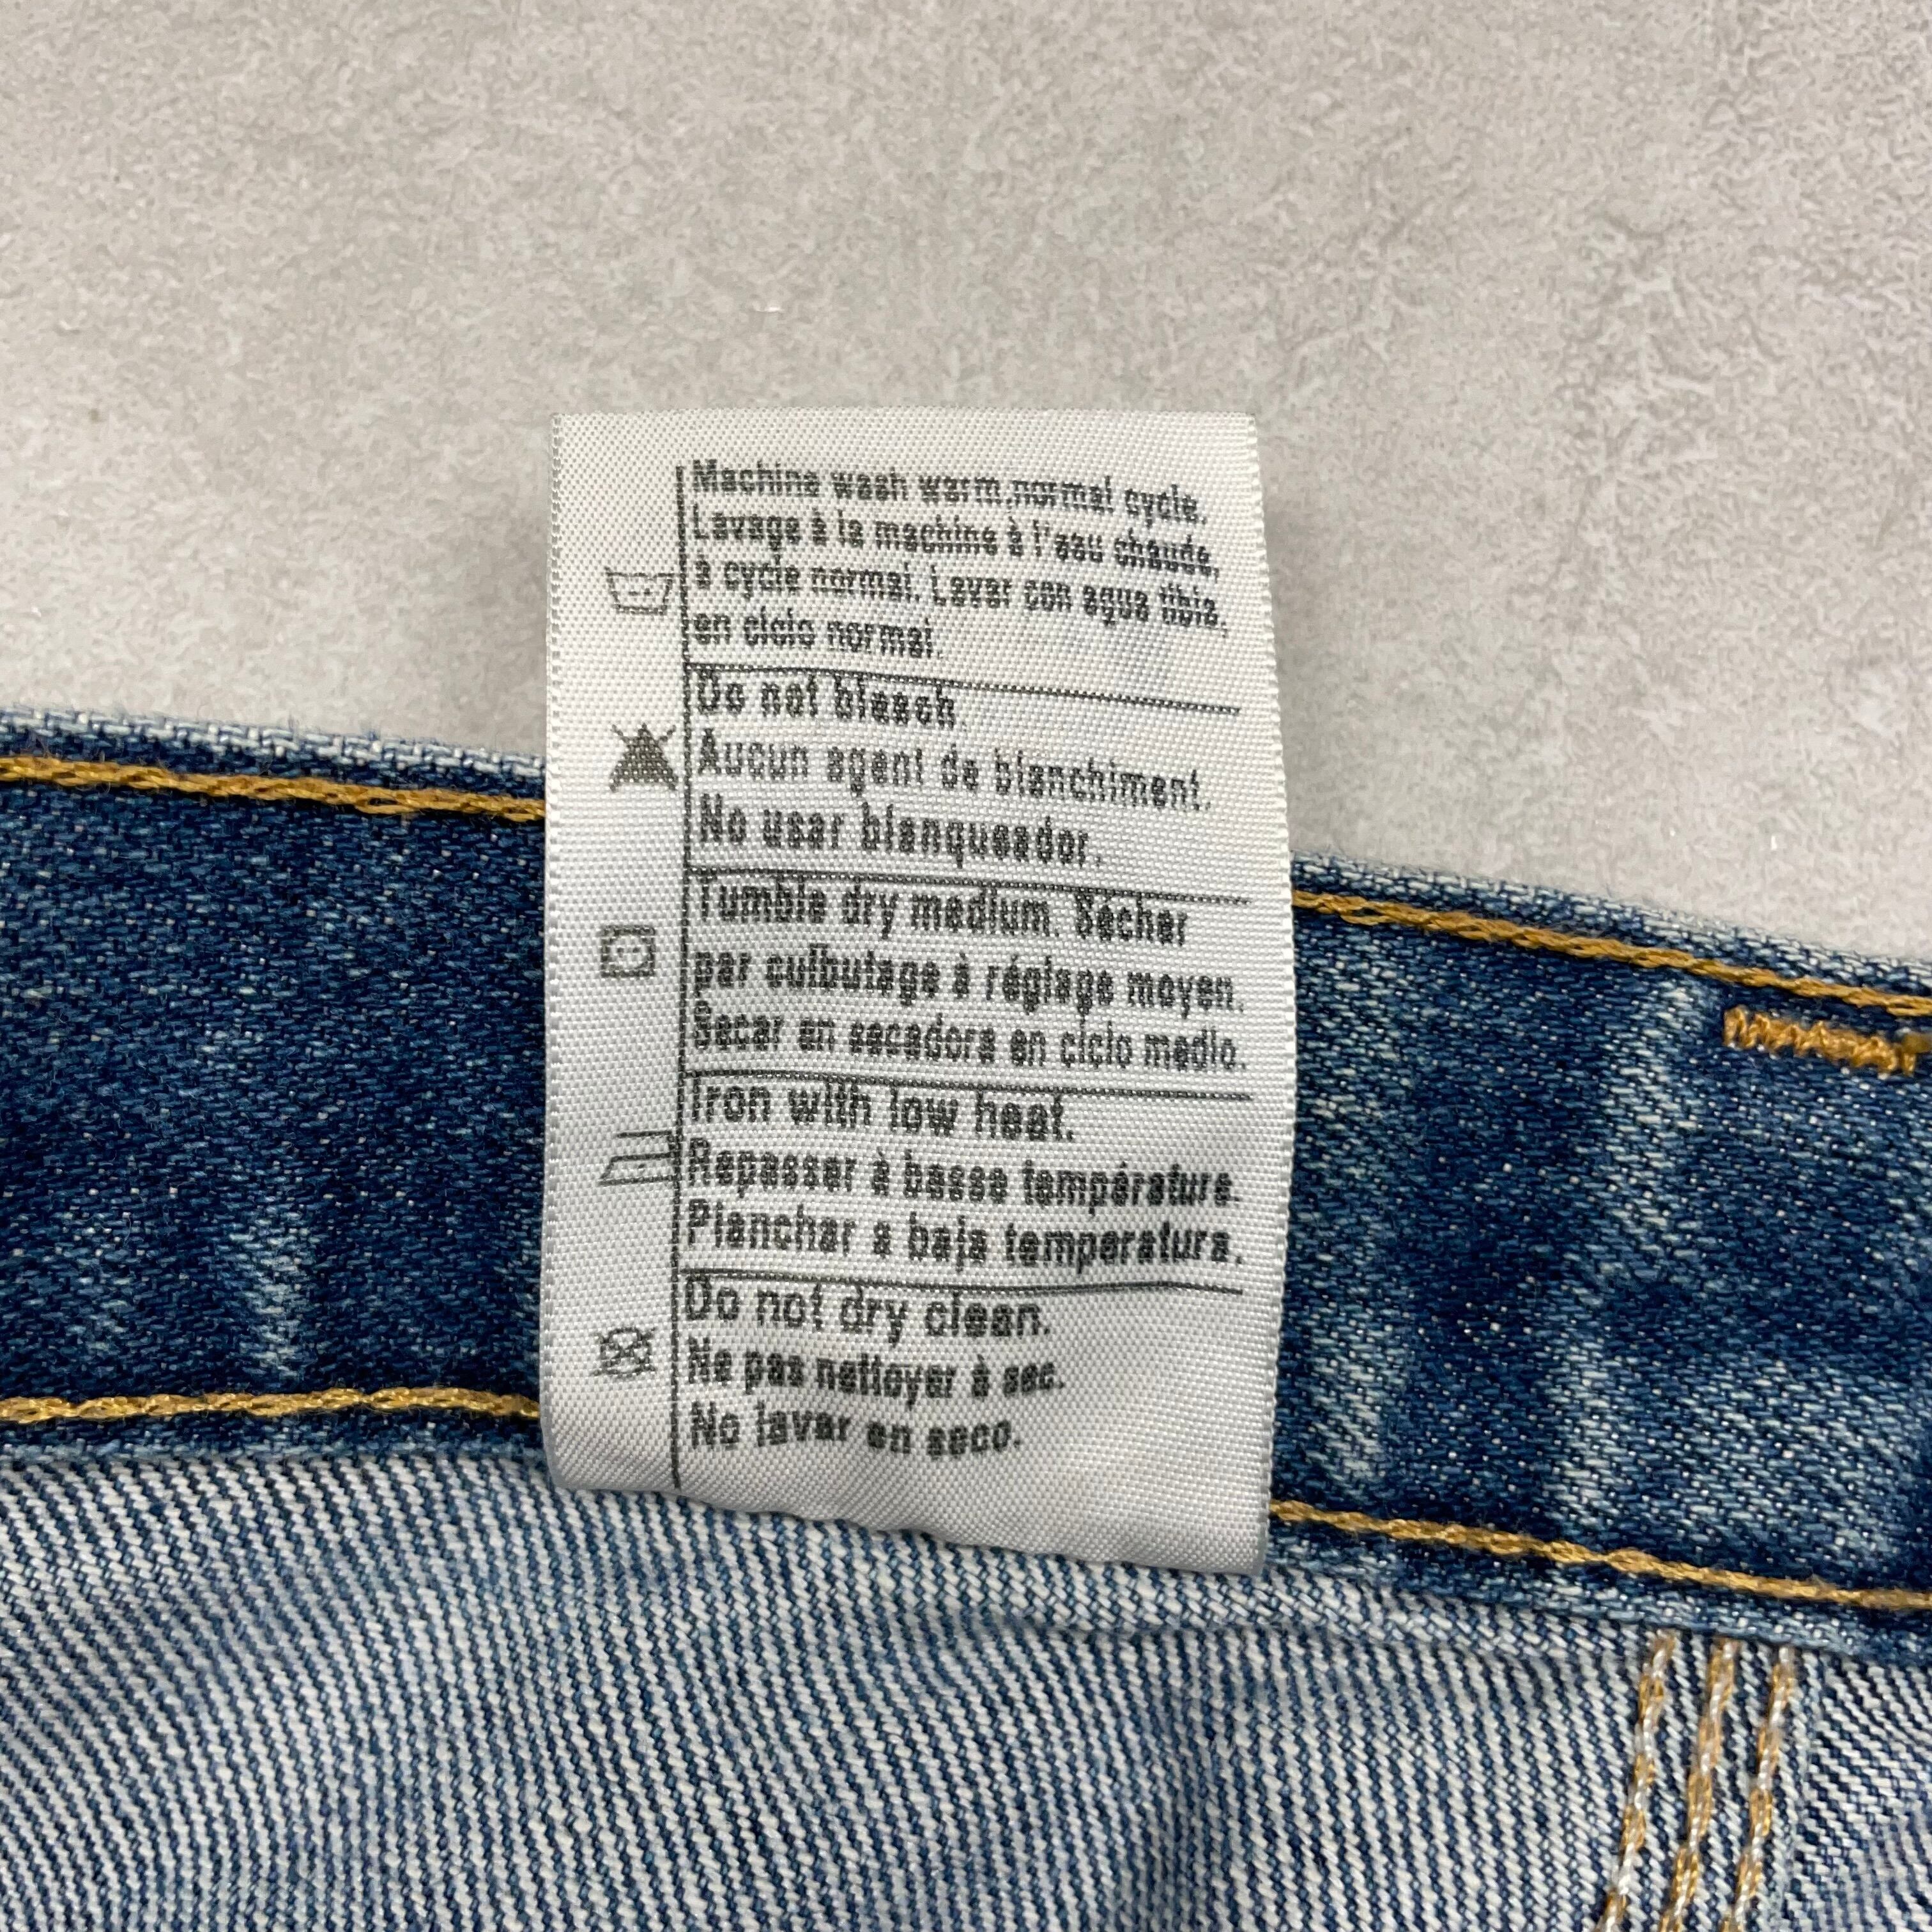 Machine wash warm,normal cycle.
Lavage à la machine à l'eau chaude,
à cycle normal. Lavar con agua tibia,
en ciclo normal.
Do not bleach
Aucun agent de blanchiment.
No usar blanqueador.
Tumble dry medium. Sécher
par culbutage à réglage moyen.
Secar en secadora en ciclo medio.
Iron with low heat.
Repasser à basse température.
Planchar a baja temperatura.
Do not dry clean.
Ne pas nettoyer à sec.
No lavar en seco.